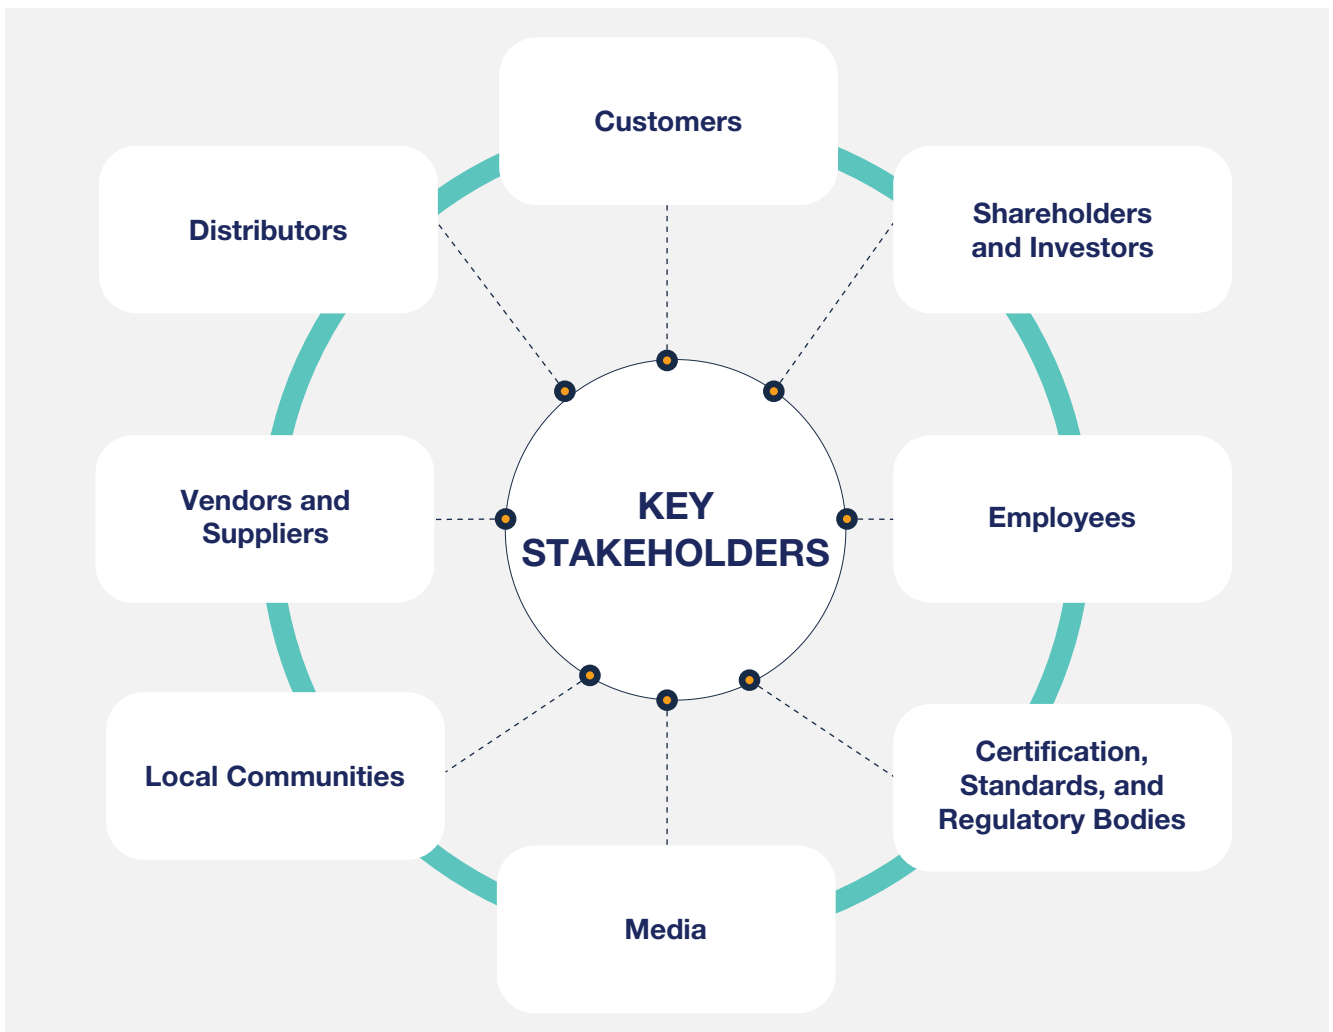 Customers
Shareholders
and Investors
Distributors
Vendors and
Suppliers
KEY
STAKEHOLDERS
Employees
Local Communities
Certification,
Standards, and
Regulatory Bodies
Media